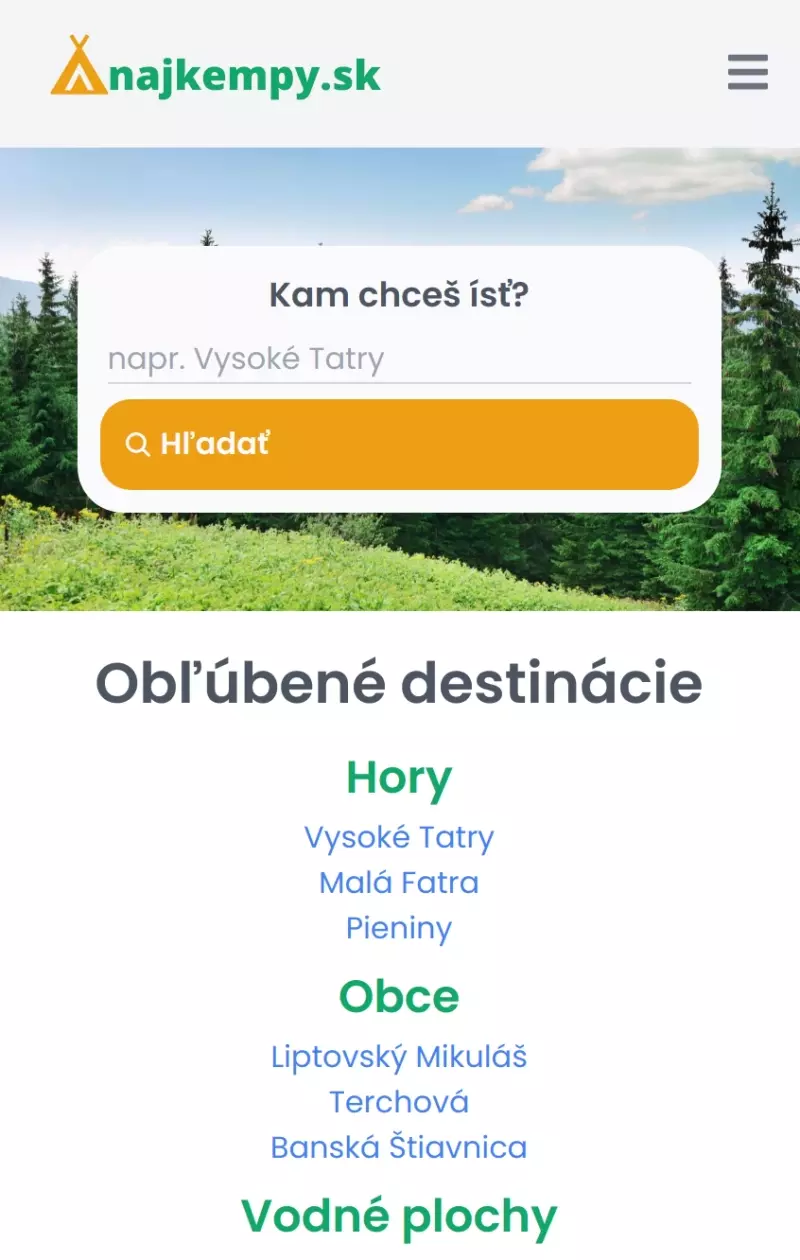 najkempy.sk
Kam chceš ísť?
napr. Vysoké Tatry
Hľadať
Obľúbené destinácie
Hory
Vysoké Tatry
Malá Fatra
Pieniny
Obce
Liptovský Mikuláš
Terchová
Banská Štiavnica
Vodné plochy